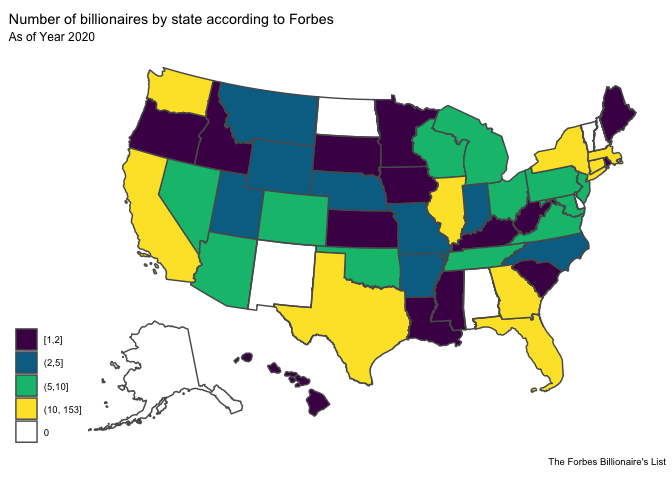 Number of billionaires by state according to Forbes
As of Year 2020
[1,2]
(2,5]
(5,10]
(10, 153]
0
The Forbes Billionaire's List